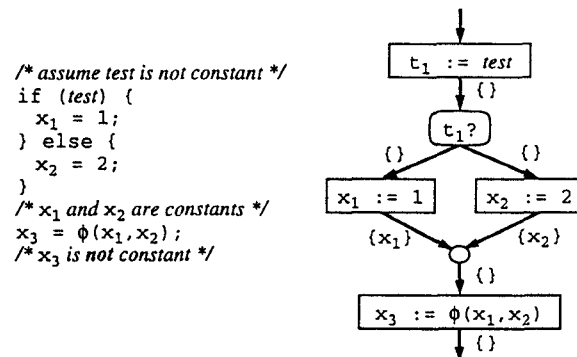 /* assume test is not constant */
if (test) {
x₁ = 1;
} else {
x₂ = 2;
}
/* x₁ and x₂ are constants */
x₃ = ϕ(x₁,x₂);
/* x₃ is not constant */
t₁ := test
{}
t₁?
{} {}
x₁ := 1 x₂ := 2
{x₁} {x₂}
{}
x₃ := ϕ(x₁,x₂)
{}